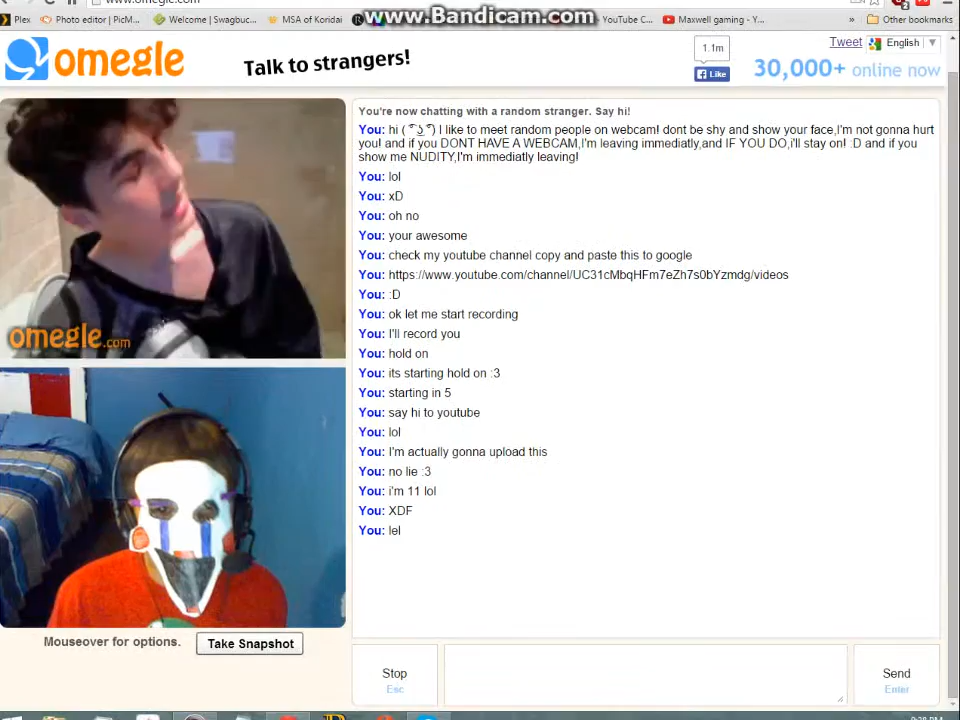 www.omegle.com
Plex Photo editor | PicM... Welcome | Swagbuc... MSA of Koridai YouTube C... Maxwell gaming - Y... » Other bookmarks
www.Bandicam.com
omegle
Talk to strangers!
1.1m
Like
Tweet
English
30,000+ online now
omegle.com
You're now chatting with a random stranger. Say hi!
You: hi ( ͡° ͜ʖ ͡°) I like to meet random people on webcam! dont be shy and show your face,I'm not gonna hurt
you! and if you DONT HAVE A WEBCAM,I'm leaving immediatly,and IF YOU DO,i'll stay on! :D and if you
show me NUDITY,I'm immediatly leaving!
You: lol
You: xD
You: oh no
You: your awesome
You: check my youtube channel copy and paste this to google
You: https://www.youtube.com/channel/UC31cMbqHFm7eZh7s0bYzmdg/videos
You: :D
You: ok let me start recording
You: I'll record you
You: hold on
You: its starting hold on :3
You: starting in 5
You: say hi to youtube
You: lol
You: I'm actually gonna upload this
You: no lie :3
You: i'm 11 lol
You: XDF
You: lel
Mouseover for options.
Take Snapshot
Stop
Esc
Send
Enter